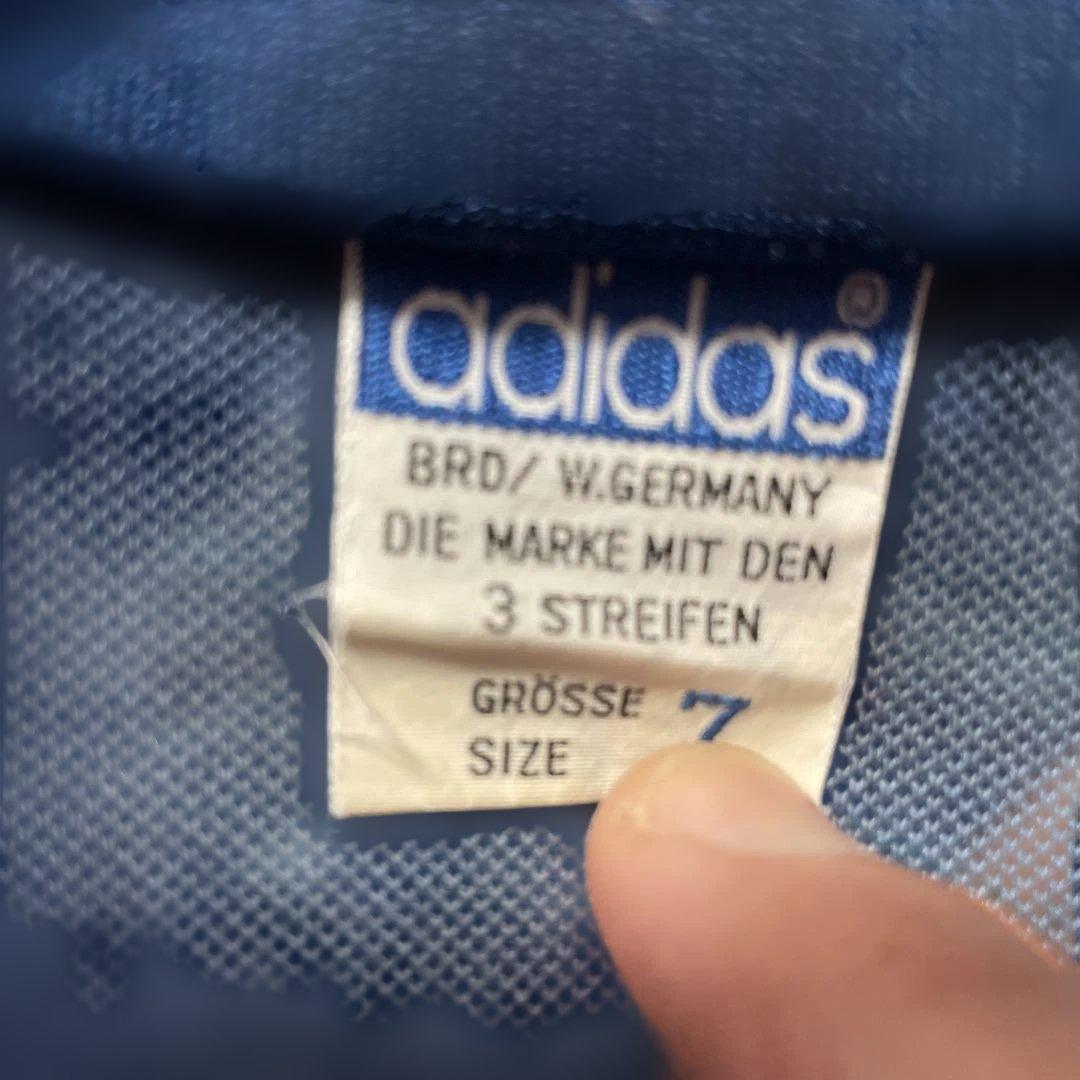 adidas®
BRD/ W.GERMANY
DIE MARKE MIT DEN
3 STREIFEN
GRÖSSE 7
SIZE